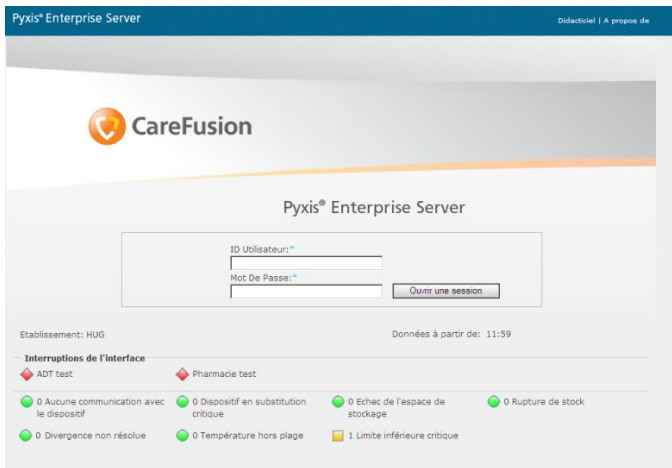 Pyxis® Enterprise Server
Didacticiel | A propos de
CareFusion
Pyxis® Enterprise Server
ID Utilisateur:*
Mot De Passe:*
Ouvrir une session
Etablissement: HUG
Données à partir de: 11:59
Interruptions de l'interface
ADT test
Pharmacie test
0 Aucune communication avec
le dispositif
0 Dispositif en substitution
critique
0 Echec de l'espace de
stockage
0 Rupture de stock
0 Divergence non résolue
0 Température hors plage
1 Limite inférieure critique